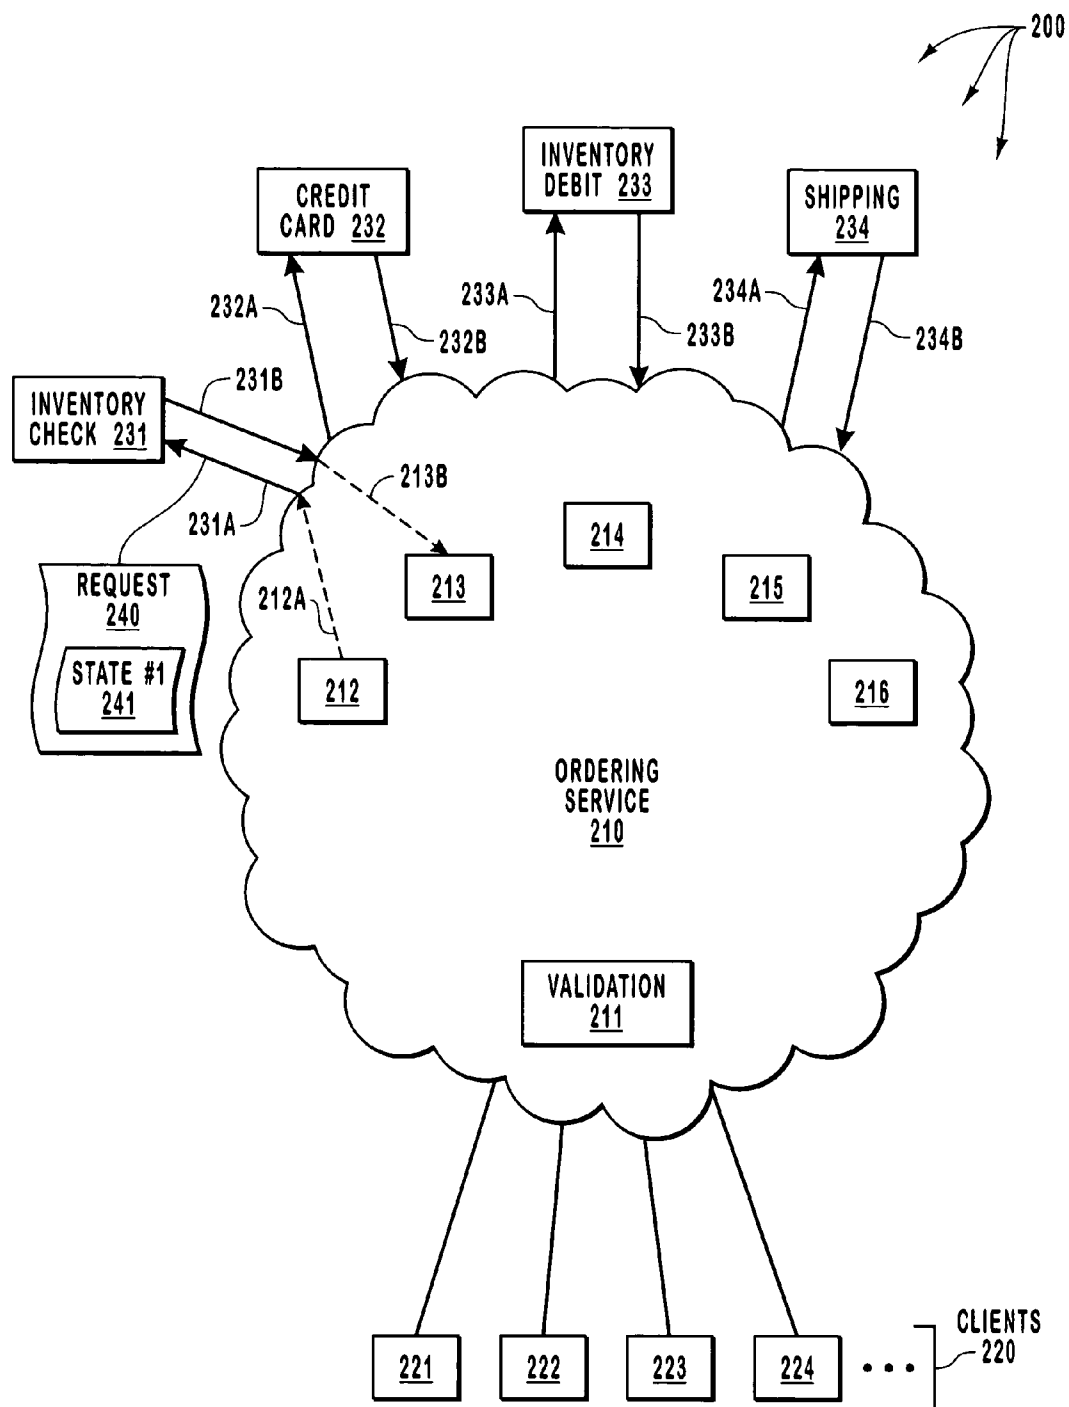 200
INVENTORY
DEBIT 233
CREDIT
CARD 232
SHIPPING
234
232A
232B
233A
233B
234A
234B
231B
INVENTORY
CHECK 231
231A
213B
214
213
215
REQUEST
240
212A
STATE #1
241
212
216
ORDERING
SERVICE
210
VALIDATION
211
CLIENTS
220
221
222
223
224